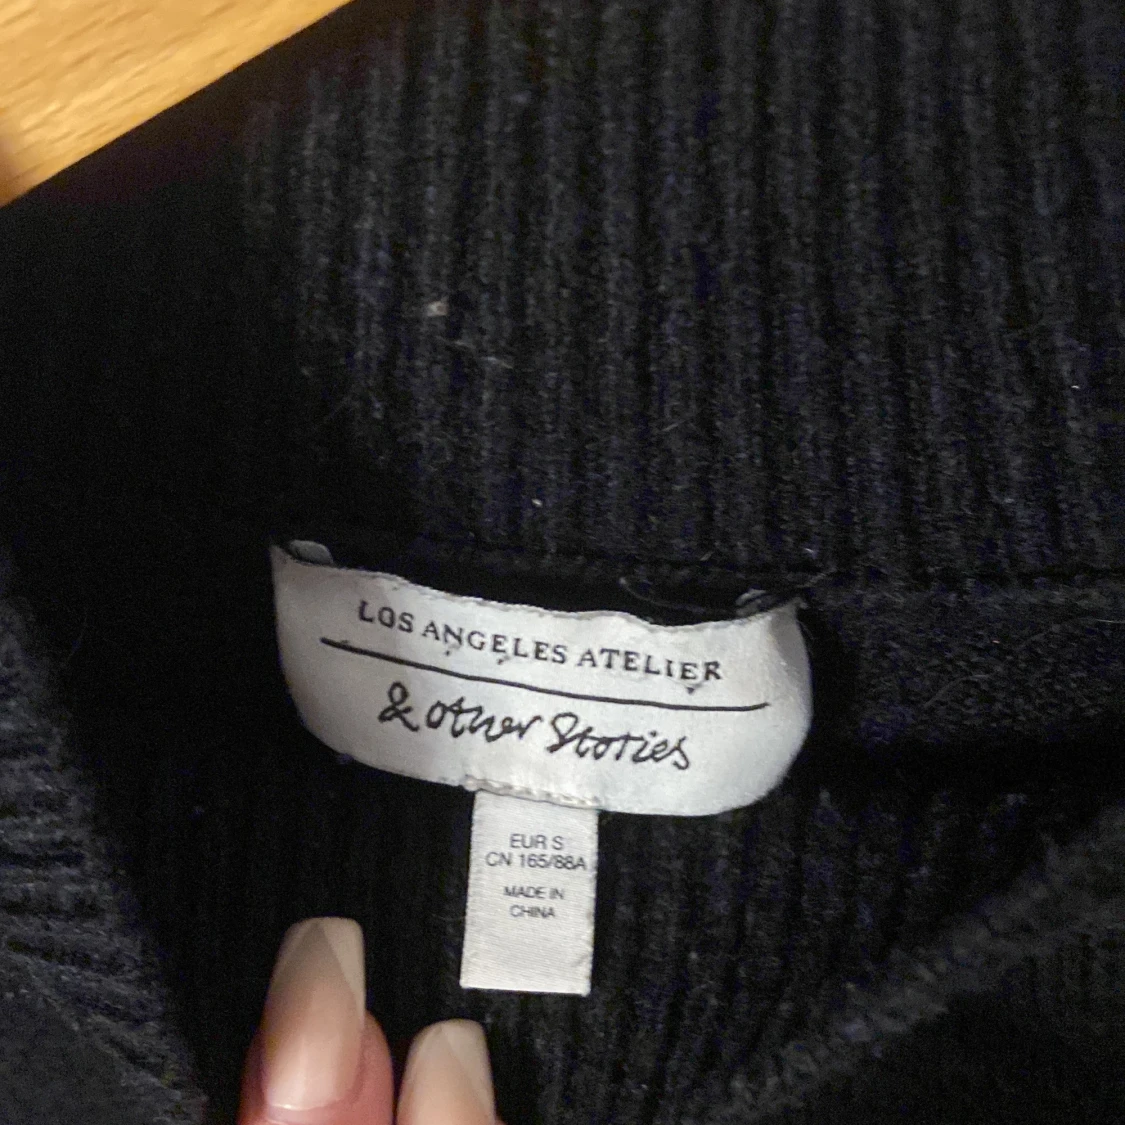 LOS ANGELES ATELIER
& other Stories
EUR S
CN 165/88A
MADE IN
CHINA